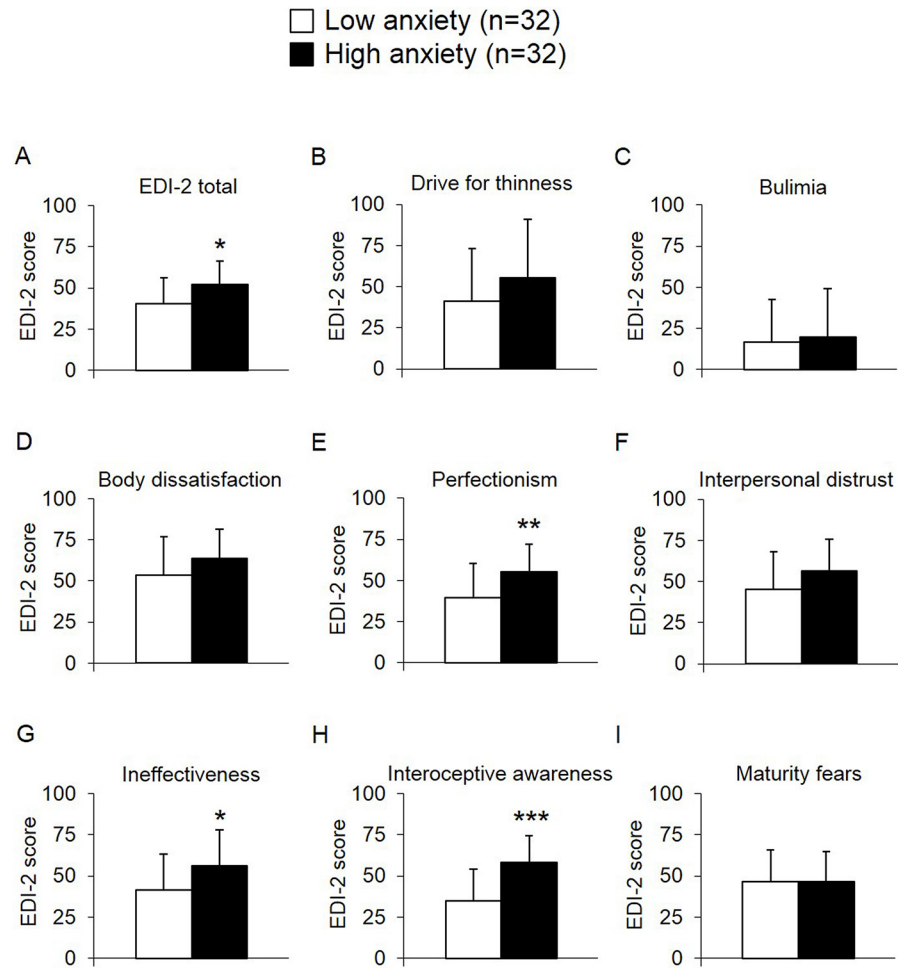 Low anxiety (n=32)
High anxiety (n=32)
A
EDI-2 total
EDI-2 score
100
75
50
25
0
*
B
Drive for thinness
EDI-2 score
100
75
50
25
0
C
Bulimia
EDI-2 score
100
75
50
25
0
D
Body dissatisfaction
EDI-2 score
100
75
50
25
0
E
Perfectionism
EDI-2 score
100
75
50
25
0
**
F
Interpersonal distrust
EDI-2 score
100
75
50
25
0
G
Ineffectiveness
EDI-2 score
100
75
50
25
0
*
H
Interoceptive awareness
EDI-2 score
100
75
50
25
0
***
I
Maturity fears
EDI-2 score
100
75
50
25
0